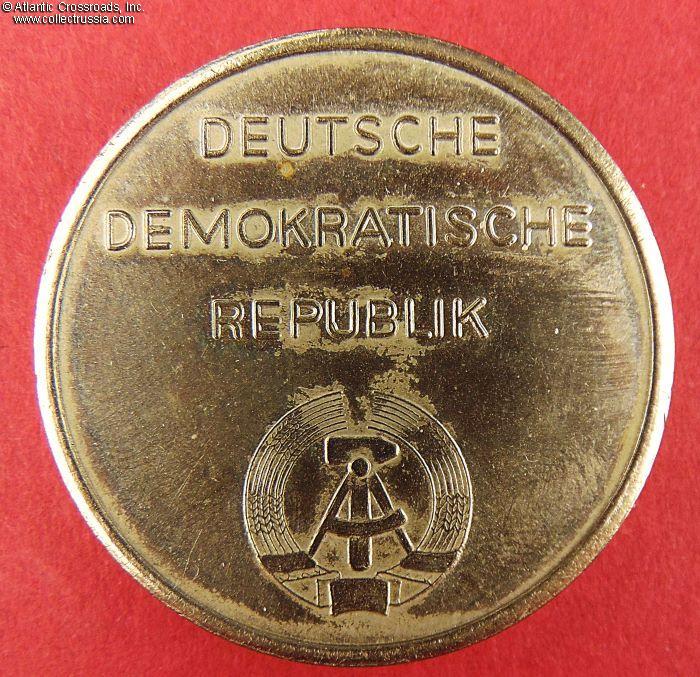 © Atlantic Crossroads, Inc.
www.collectrussia.com
DEUTSCHE
DEMOKRATISCHE
REPUBLIK